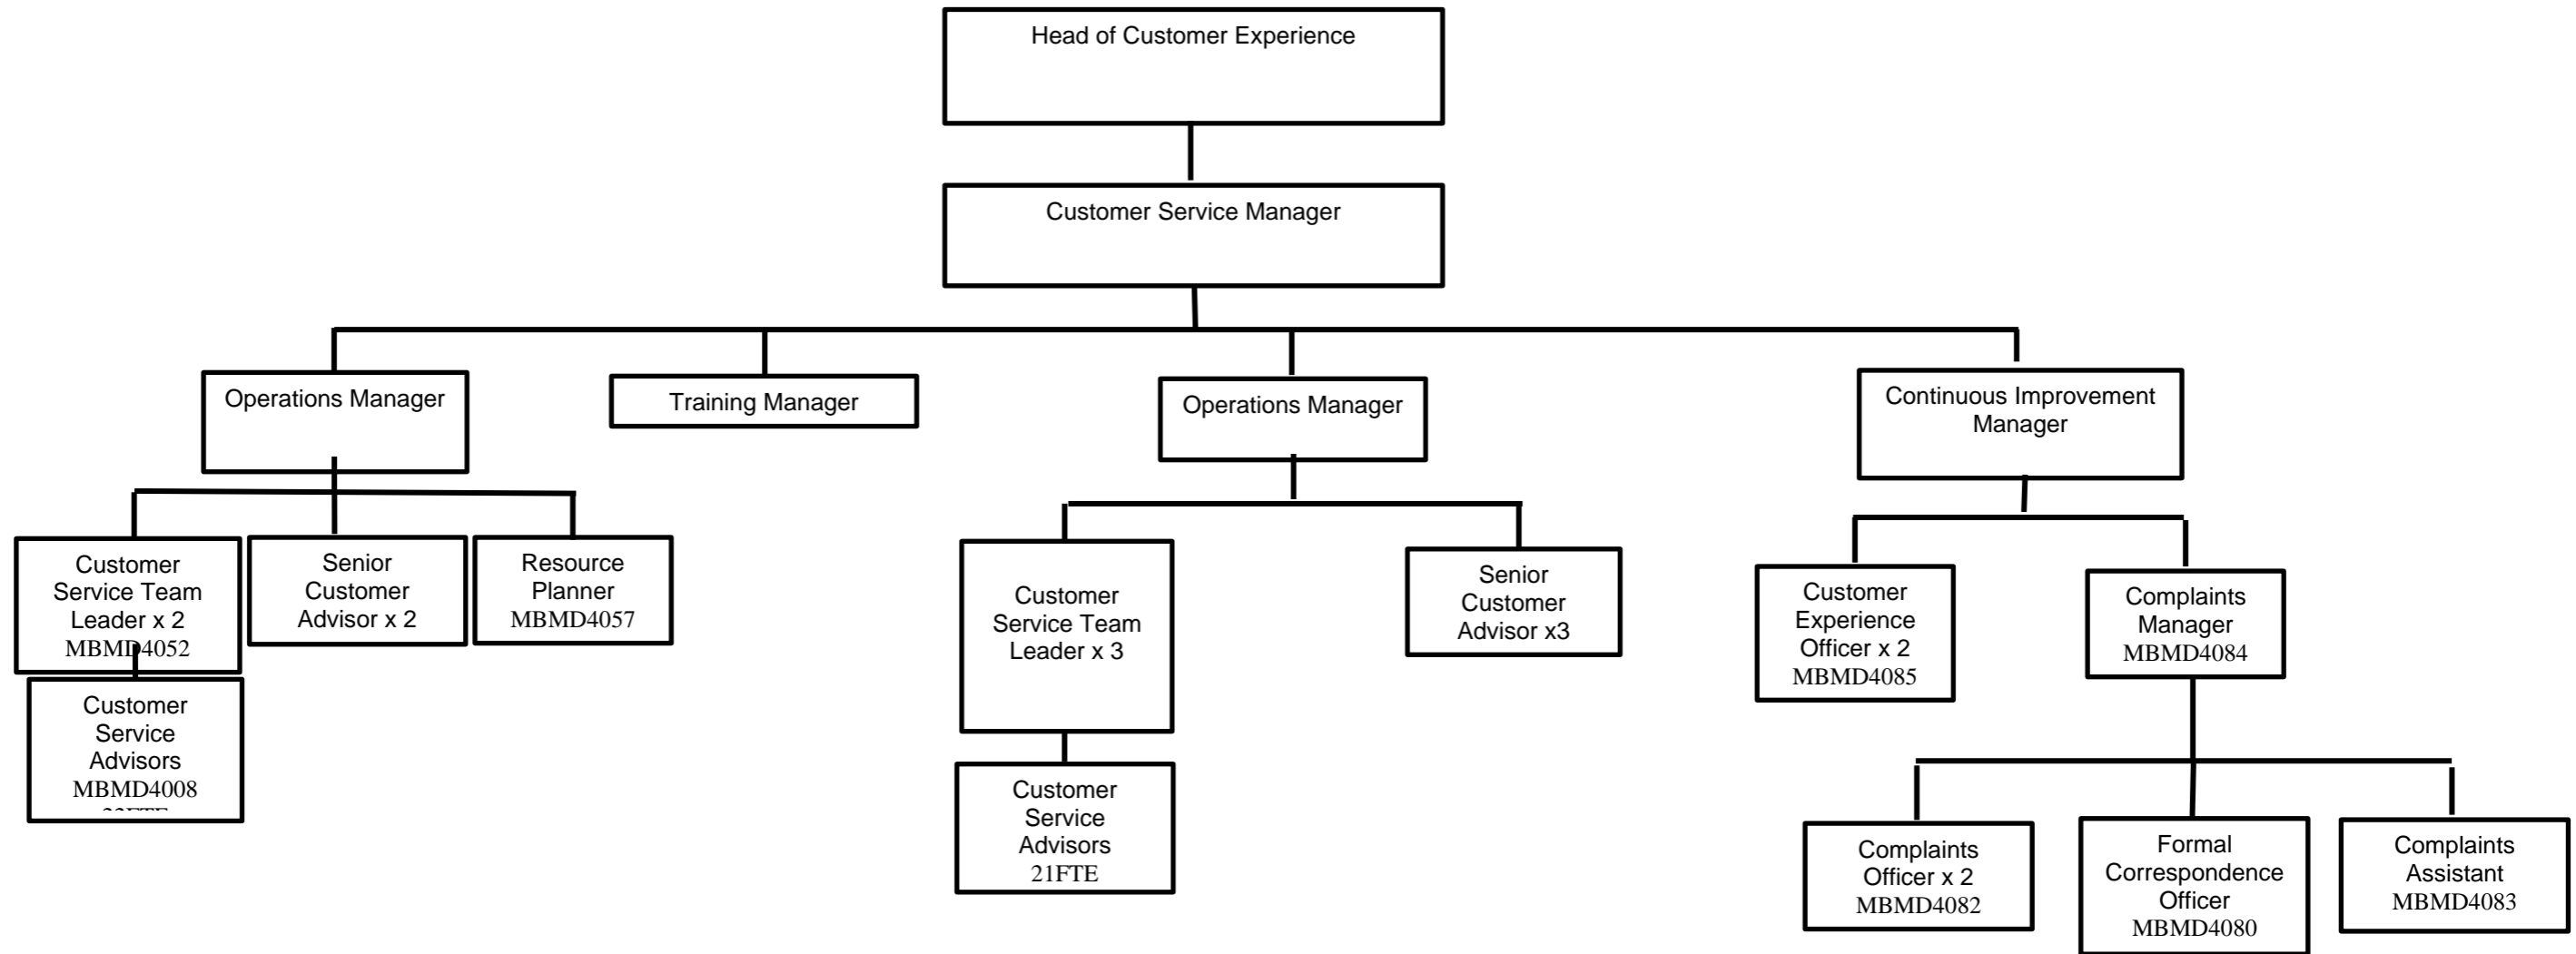 Head of Customer Experience
Customer Service Manager
Operations Manager
Training Manager
Operations Manager
Continuous Improvement
Manager
Customer
Service Team
Leader x 2
MBMD4052
Senior
Customer
Advisor x 2
Resource
Planner
MBMD4057
Customer
Service Team
Leader x 3
Senior
Customer
Advisor x3
Customer
Experience
Officer x 2
MBMD4085
Complaints
Manager
MBMD4084
Customer
Service
Advisors
MBMD4008
Customer
Service
Advisors
21FTE
Complaints
Officer x 2
MBMD4082
Formal
Correspondence
Officer
MBMD4080
Complaints
Assistant
MBMD4083